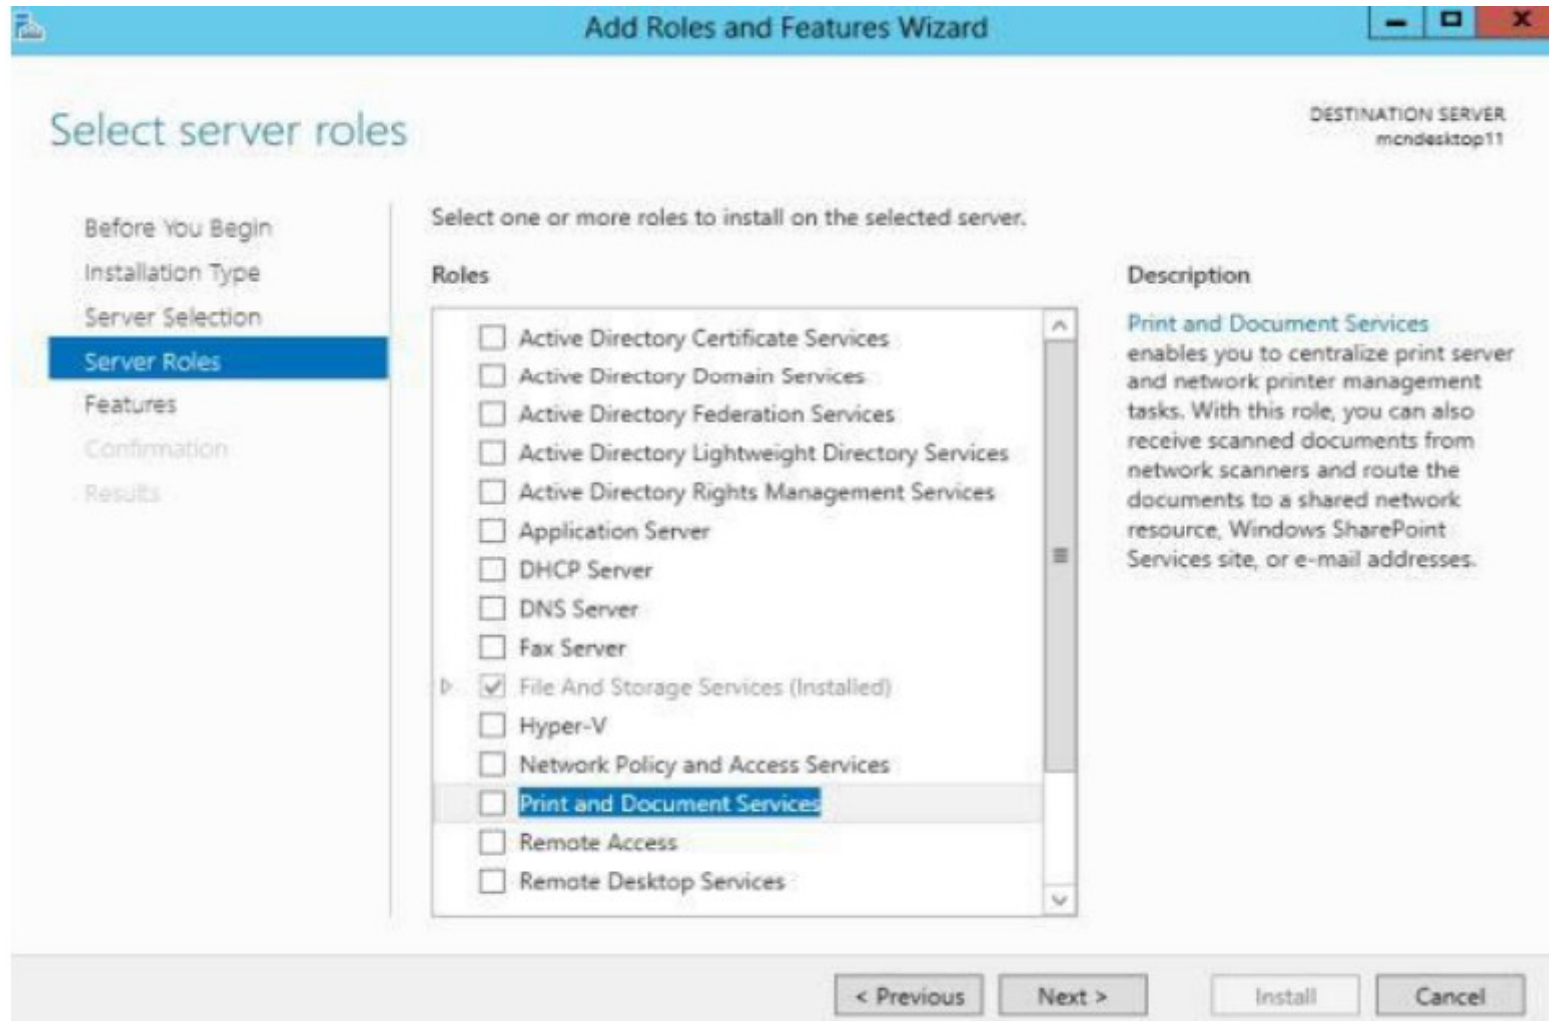 Add Roles and Features Wizard
Select server roles
DESTINATION SERVER
mcndesktop11
Before You Begin
Installation Type
Server Selection
Server Roles
Features
Confirmation
Results
Select one or more roles to install on the selected server.
Roles
Active Directory Certificate Services
Active Directory Domain Services
Active Directory Federation Services
Active Directory Lightweight Directory Services
Active Directory Rights Management Services
Application Server
DHCP Server
DNS Server
Fax Server
File And Storage Services (Installed)
Hyper-V
Network Policy and Access Services
Print and Document Services
Remote Access
Remote Desktop Services
Description
Print and Document Services
enables you to centralize print server
and network printer management
tasks. With this role, you can also
receive scanned documents from
network scanners and route the
documents to a shared network
resource, Windows SharePoint
Services site, or e-mail addresses.
< Previous
Next >
Install
Cancel